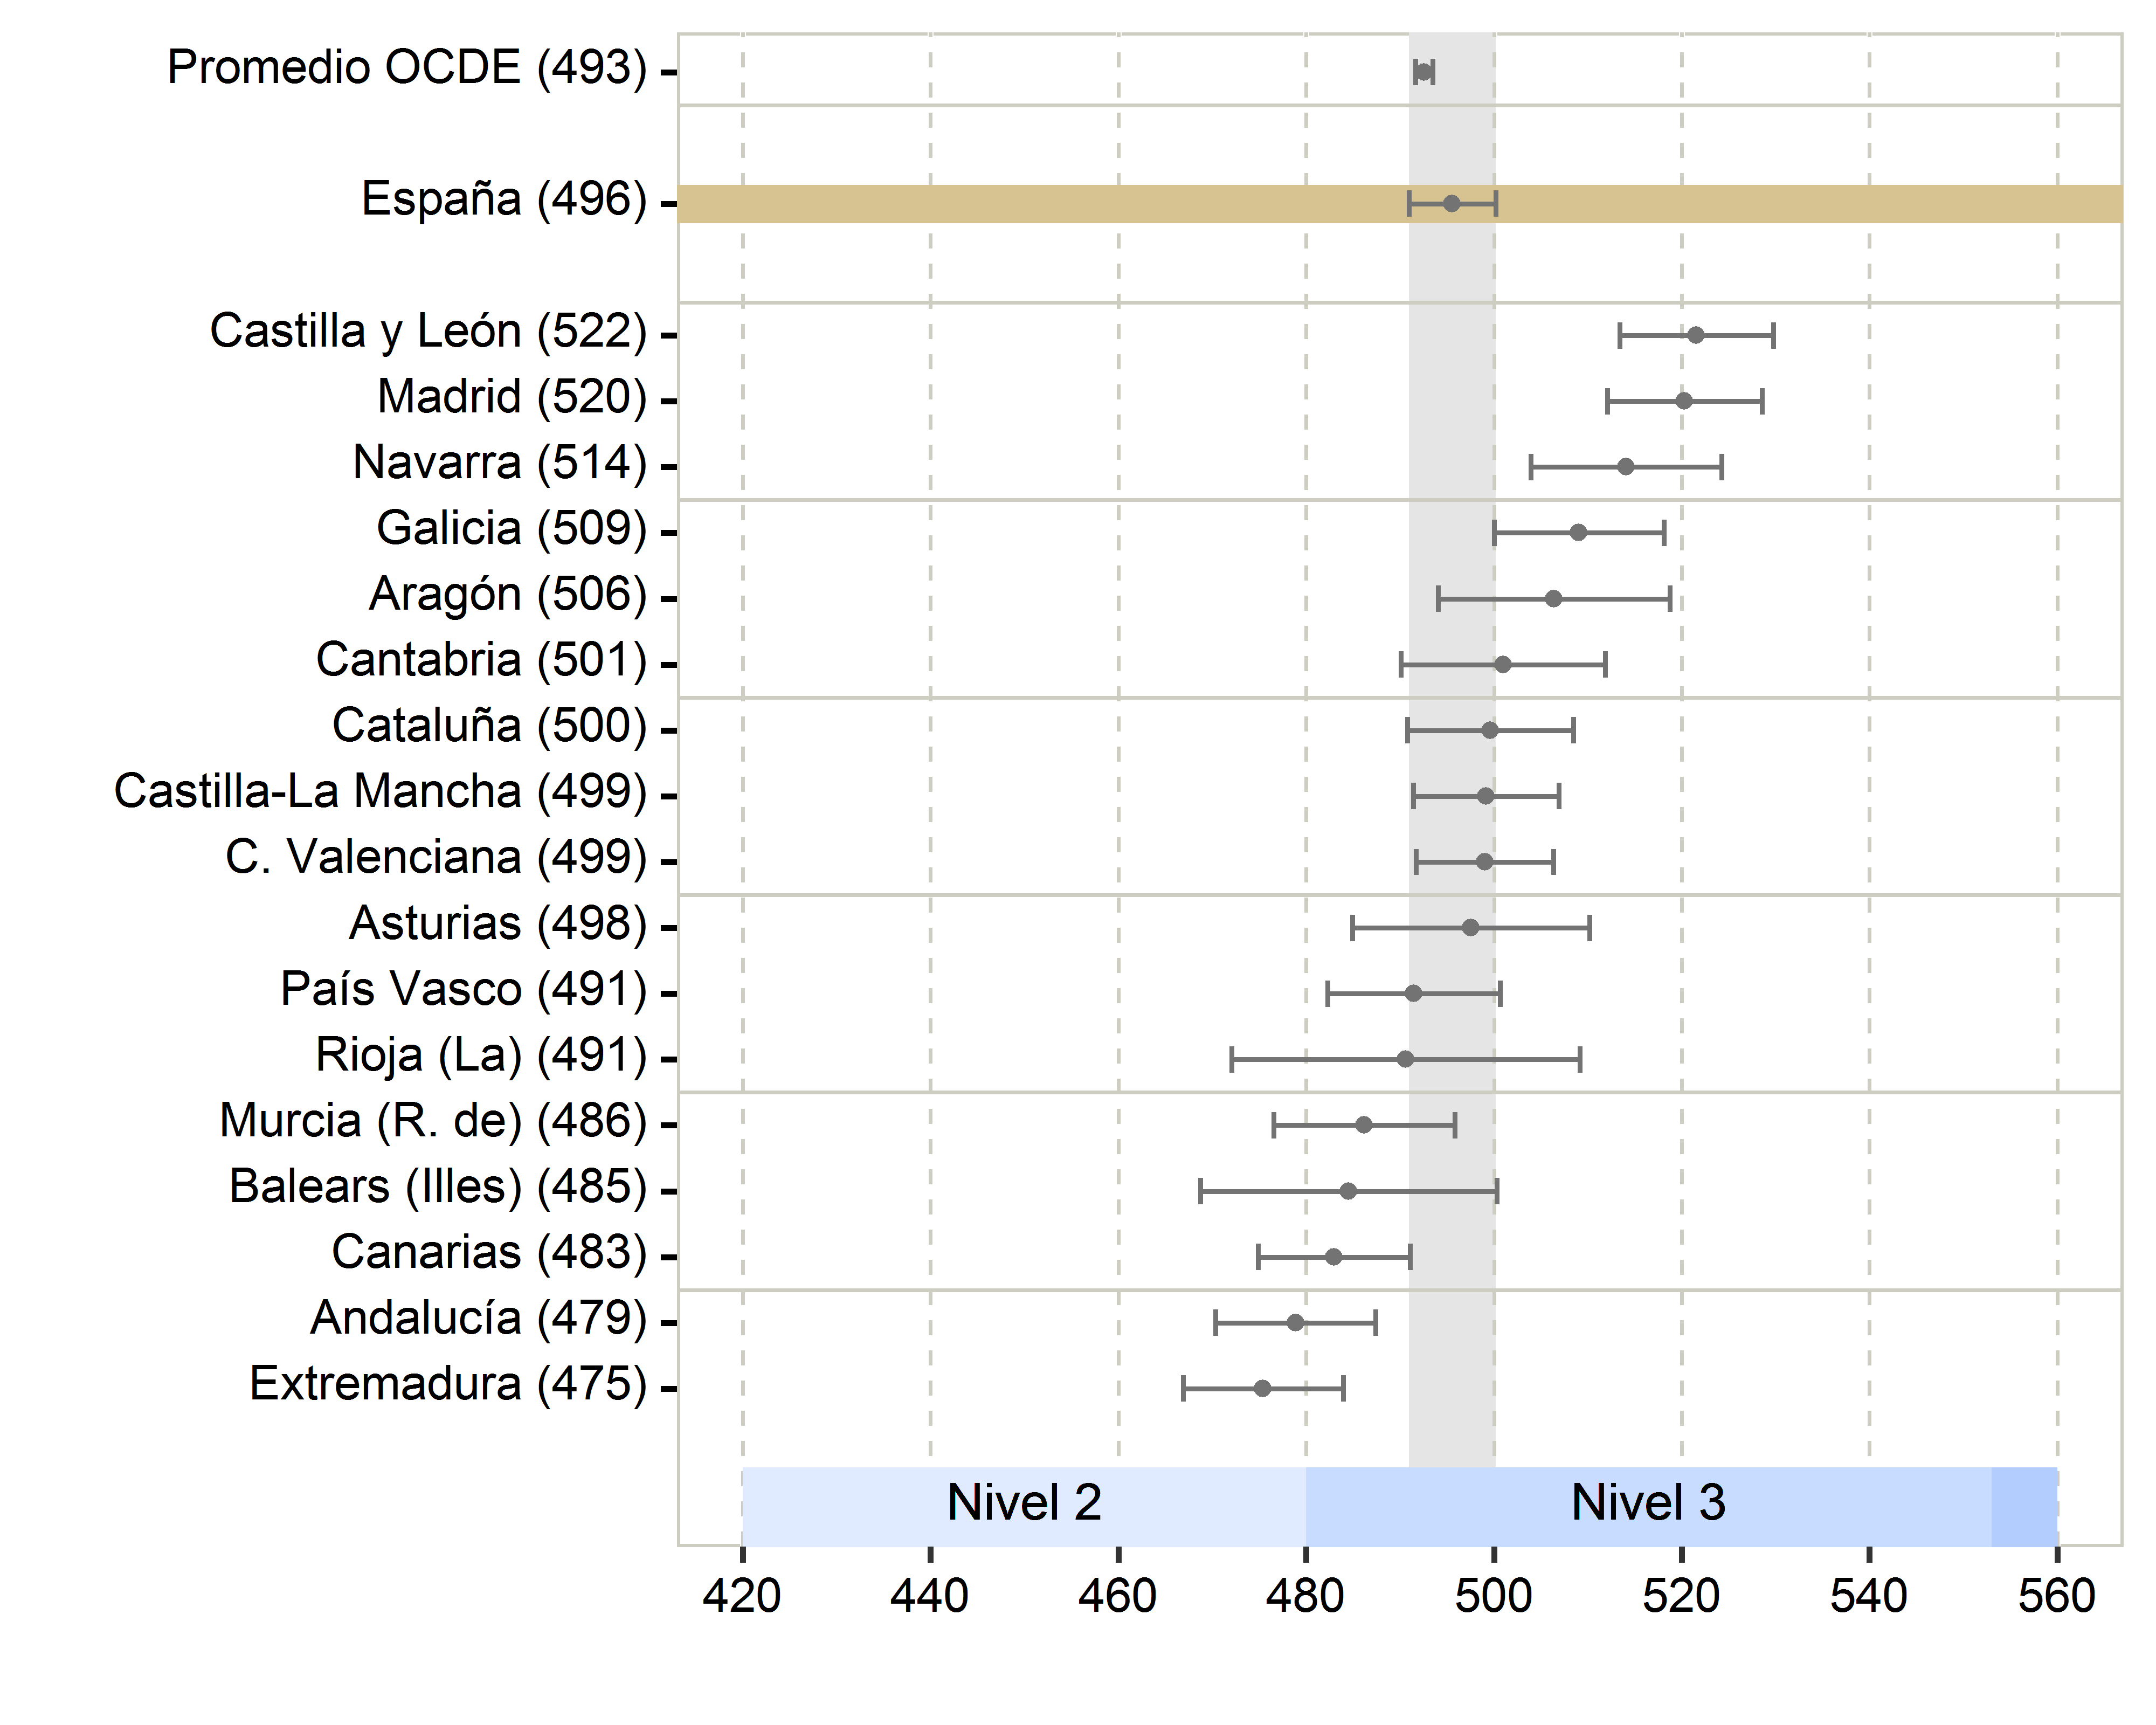 Promedio OCDE (493)
España (496)
Castilla y León (522)
Madrid (520)
Navarra (514)
Galicia (509)
Aragón (506)
Cantabria (501)
Cataluña (500)
Castilla-La Mancha (499)
C. Valenciana (499)
Asturias (498)
País Vasco (491)
Rioja (La) (491)
Murcia (R. de) (486)
Balears (Illes) (485)
Canarias (483)
Andalucía (479)
Extremadura (475)
Nivel 2 Nivel 3
420 440 460 480 500 520 540 560